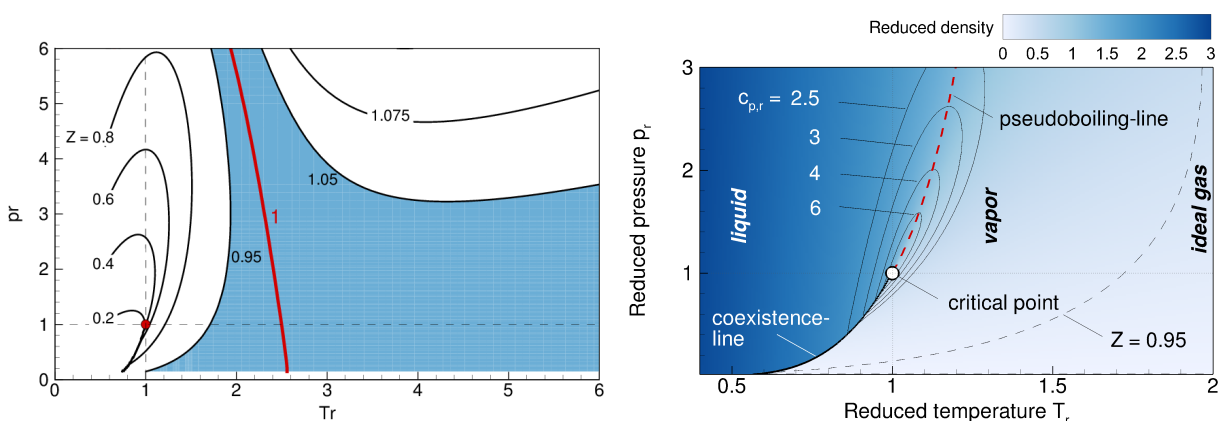 6
5
4
3
2
1
0
pr
1
2
3
4
5
6
Tr
Z = 0.8
0.6
0.4
0.2
0.95
1
1.05
1.075
Reduced density
0 0.5 1 1.5 2 2.5 3
3
2
1
Reduced pressure pr
0.5
1
1.5
2
Reduced temperature Tr
cp,r = 2.5
3
4
6
pseudoboiling-line
liquid
vapor
ideal gas
critical point
coexistence-
line
Z = 0.95